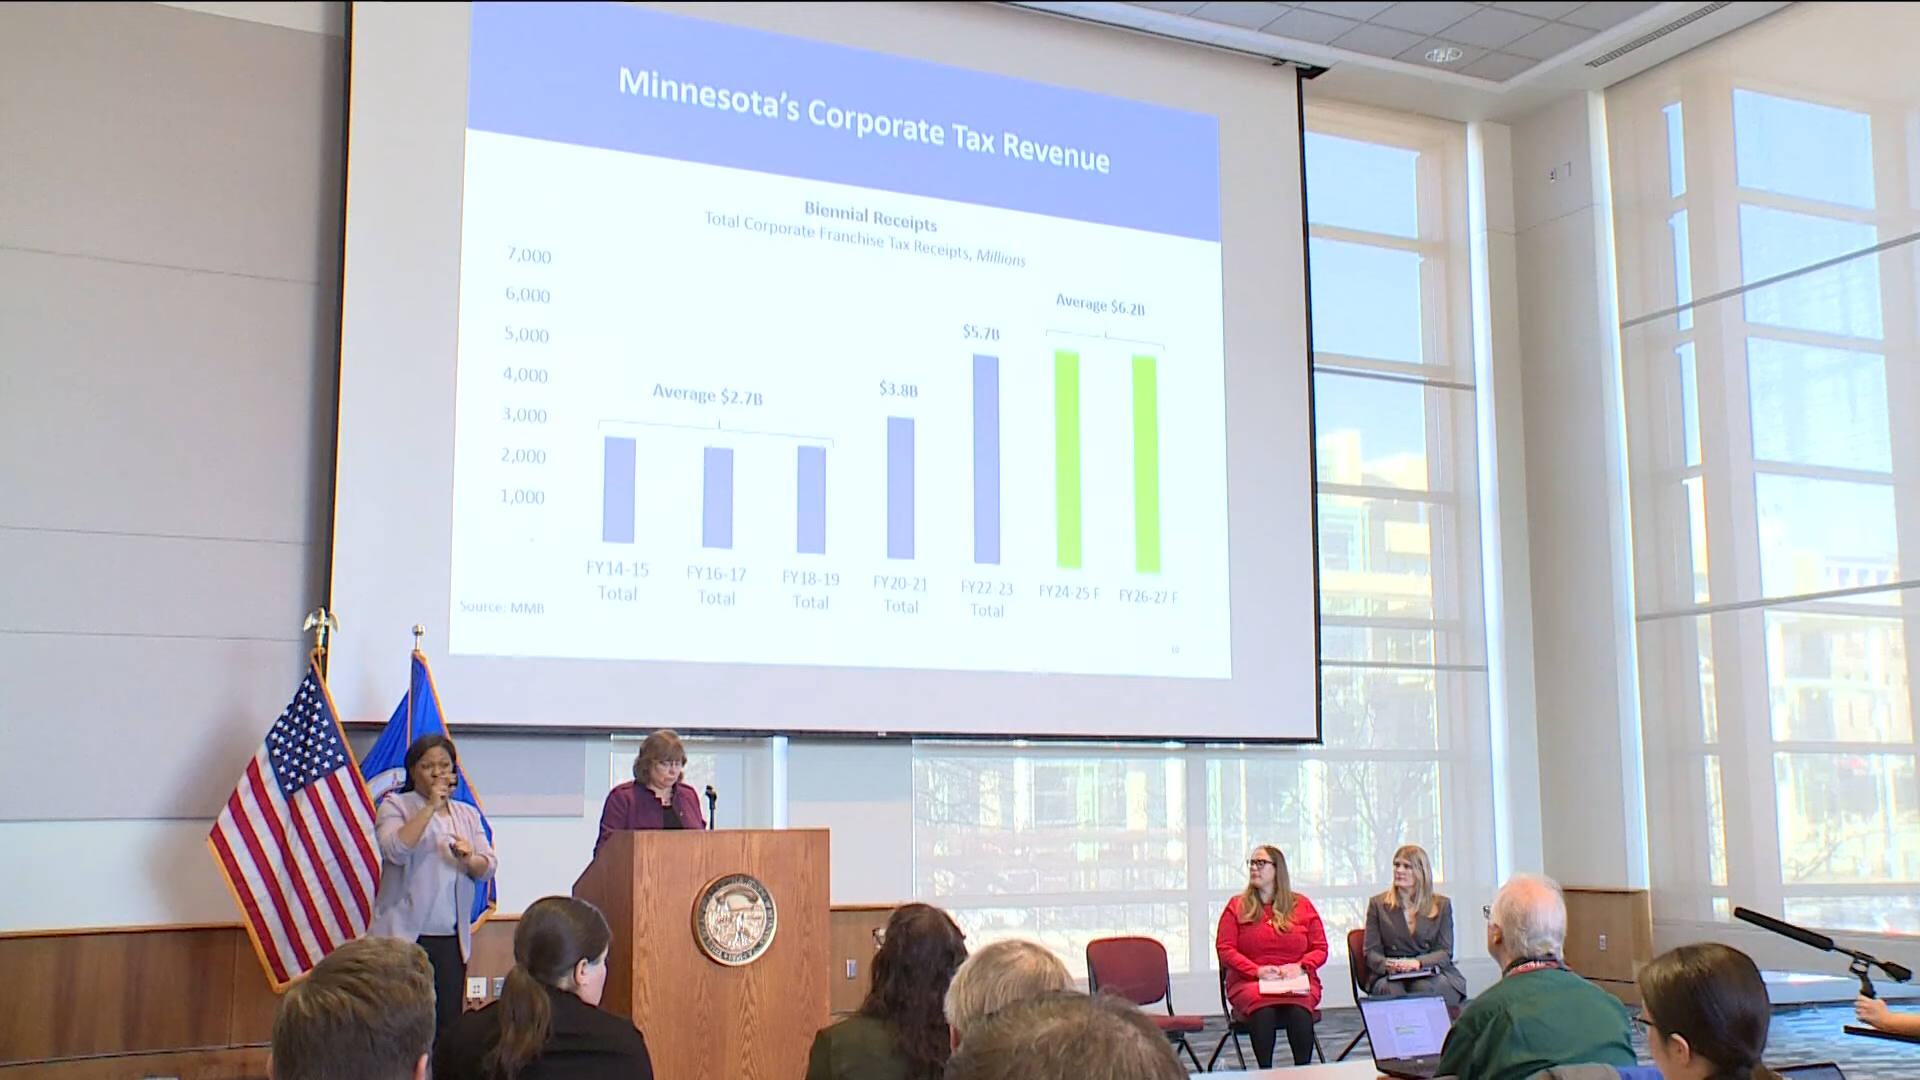 Minnesota's Corporate Tax Revenue
Biennial Receipts
Total Corporate Franchise Tax Receipts, Millions
7,000
6,000
5,000
4,000
3,000
2,000
1,000
-
Average $2.7B
$3.8B
$5.7B
Average $6.2B
FY14-15 Total
FY16-17 Total
FY18-19 Total
FY20-21 Total
FY22-23 Total
FY24-25 F
FY26-27 F
Source: MMB